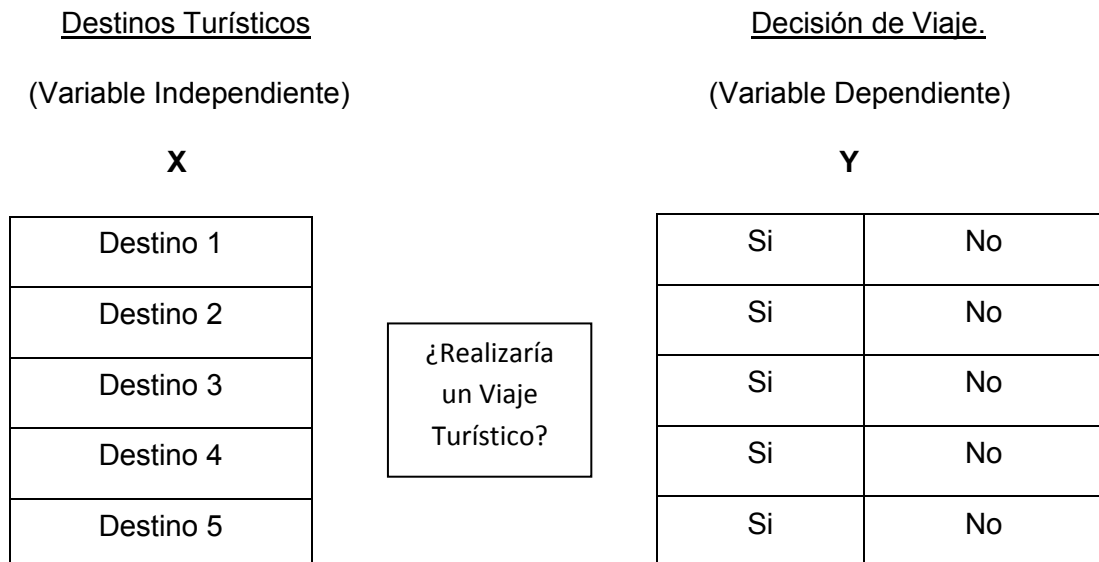 Destinos Turísticos Decisión de Viaje.
(Variable Independiente) (Variable Dependiente)
X Y
Destino 1 Si No
Destino 2 Si No
¿Realizaría
un Viaje
Turístico?
Destino 3 Si No
Destino 4 Si No
Destino 5 Si No